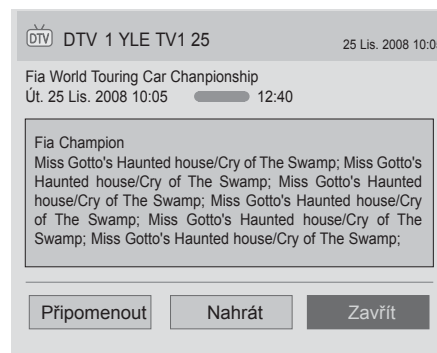 DTV DTV 1 YLE TV1 25 25 Lis. 2008 10:05
Fia World Touring Car Chanpionship
Út. 25 Lis. 2008 10:05 12:40
Fia Champion
Miss Gotto's Haunted house/Cry of The Swamp; Miss Gotto's
Haunted house/Cry of The Swamp; Miss Gotto's Haunted
house/Cry of The Swamp; Miss Gotto's Haunted house/Cry
of The Swamp; Miss Gotto's Haunted house/Cry of The
Swamp; Miss Gotto's Haunted house/Cry of The Swamp;
Připomenout Nahrát Zavřít